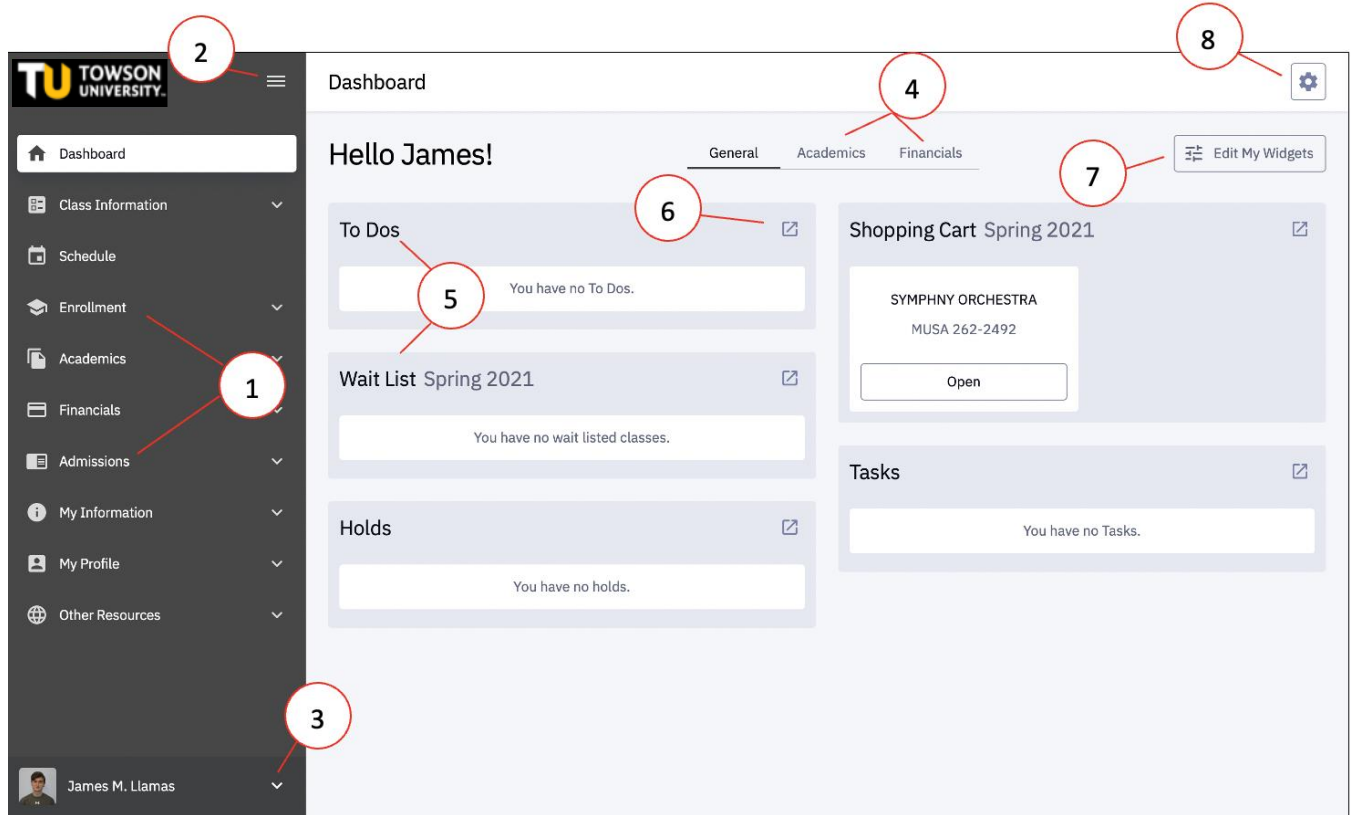 2
8
TU TOWSON
UNIVERSITY.
Dashboard
4
Dashboard
Hello James!
General Academics Financials
7
Edit My Widgets
Class Information
6
To Dos
Shopping Cart Spring 2021
Schedule
5
You have no To Dos.
SYMPHNY ORCHESTRA
MUSA 262-2492
Enrollment
Academics
1
Wait List Spring 2021
Open
Financials
You have no wait listed classes.
Admissions
Tasks
My Information
Holds
You have no Tasks.
My Profile
You have no holds.
Other Resources
3
James M. Llamas